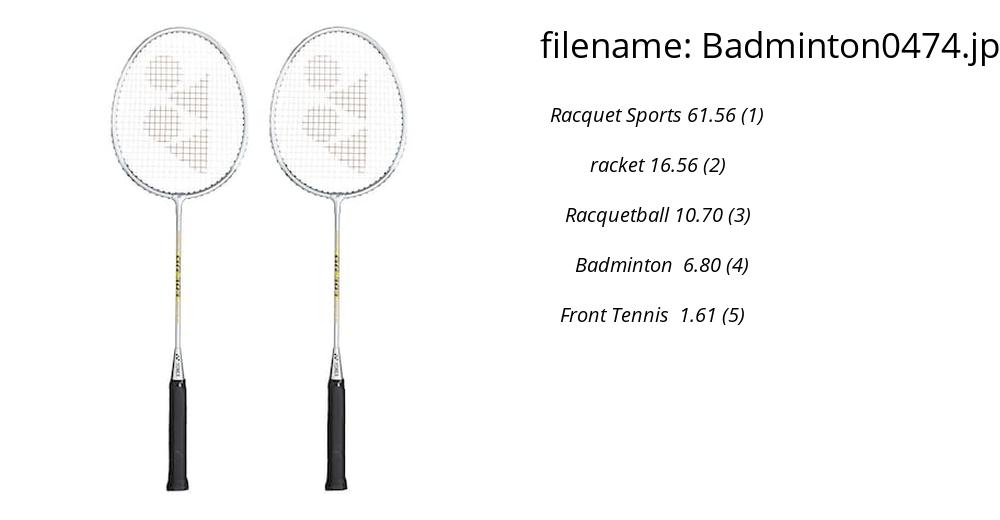 filename: Badminton0474.jp
Racquet Sports 61.56 (1)
racket 16.56 (2)
Racquetball 10.70 (3)
Badminton 6.80 (4)
Front Tennis 1.61 (5)